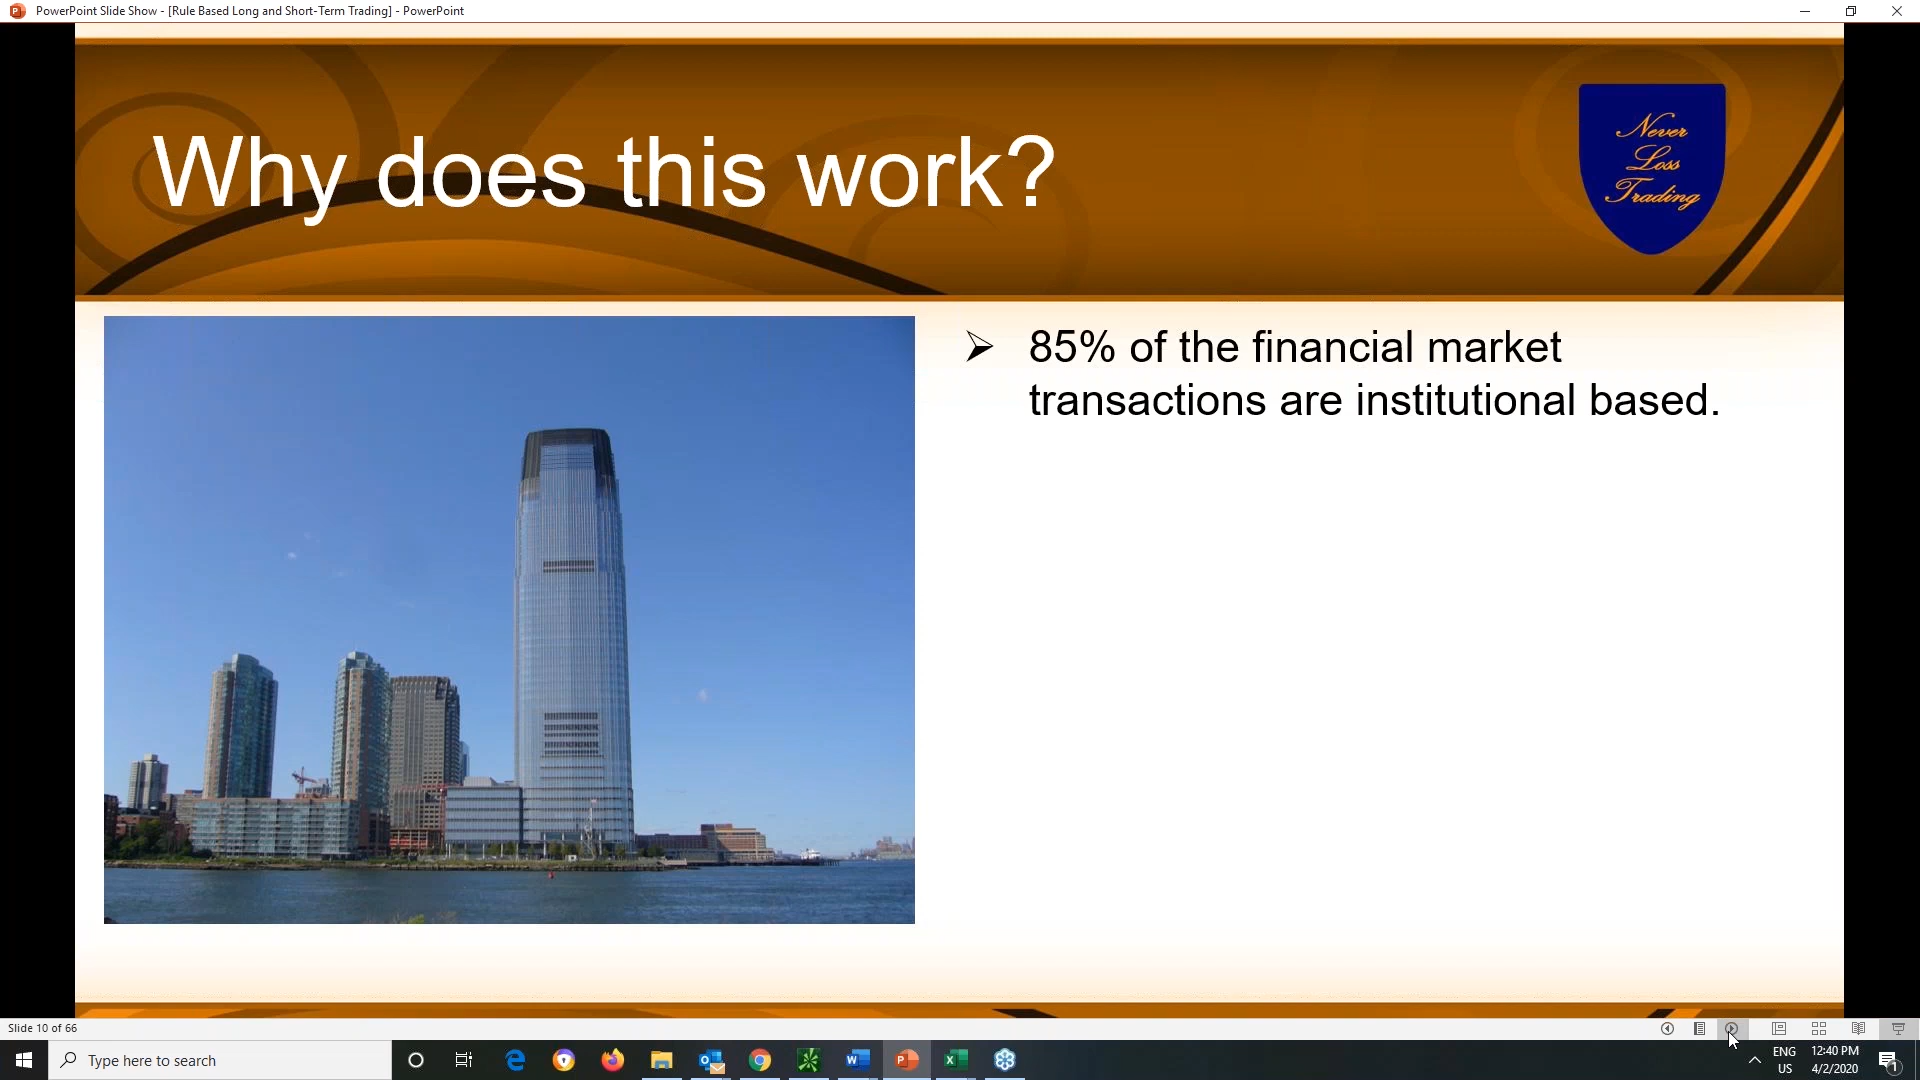 PowerPoint Slide Show - [Rule Based Long and Short-Term Trading] - PowerPoint
Why does this work?
Never
Loss
Trading
85% of the financial market
transactions are institutional based.
Slide 10 of 66
Type here to search
ENG
US
12:40 PM
4/2/2020
1